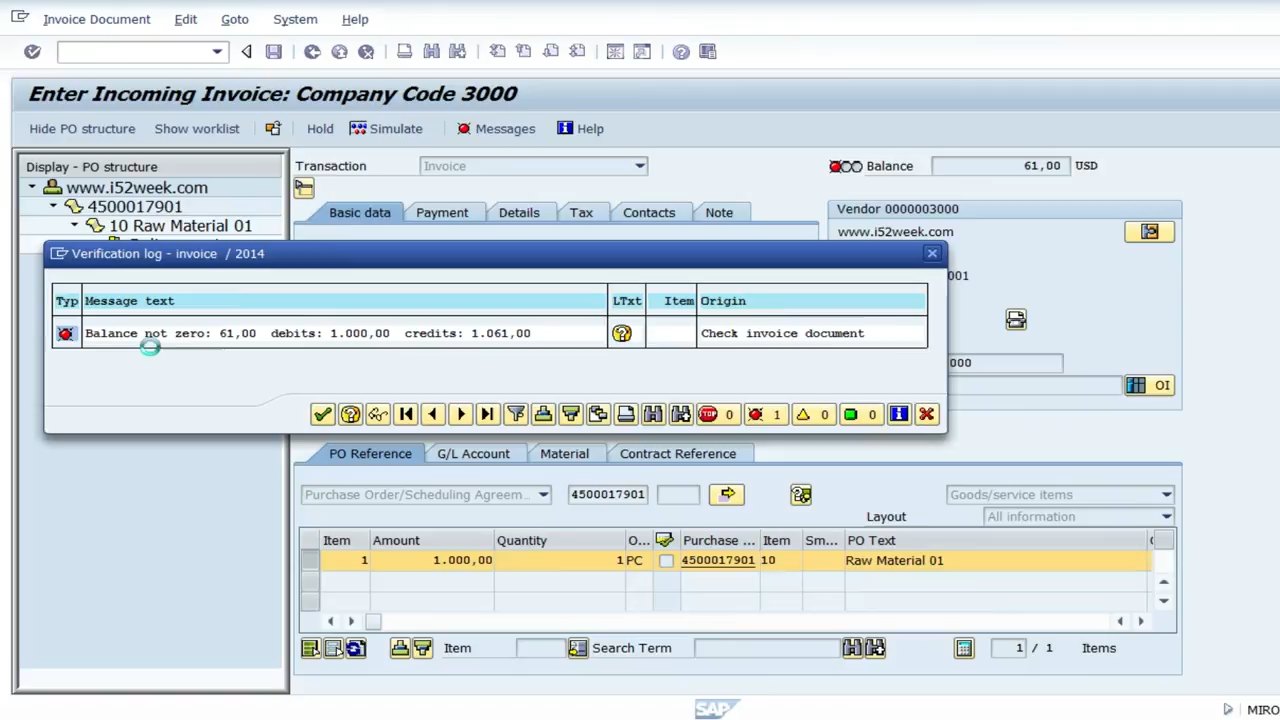 Invoice Document Edit Goto System Help
Enter Incoming Invoice: Company Code 3000
Hide PO structure Show worklist Hold Simulate Messages Help
Display - PO structure
www.i52week.com
4500017901
10 Raw Material 01
Transaction Invoice Balance 61,00 USD
Basic data Payment Details Tax Contacts Note
Vendor 0000003000
www.i52week.com
001
000
OI
Verification log - invoice / 2014
Typ Message text LTxt Item Origin
Balance not zero: 61,00 debits: 1.000,00 credits: 1.061,00 Check invoice document
STOP 0 1 0 0
PO Reference G/L Account Material Contract Reference
Purchase Order/Scheduling Agreem... 4500017901 Goods/service items
Layout All information
Item Amount Quantity O... Purchase ... Item Sm... PO Text
1 1.000,00 1 PC 4500017901 10 Raw Material 01
Item Search Term 1 / 1 Items
SAP MIRO